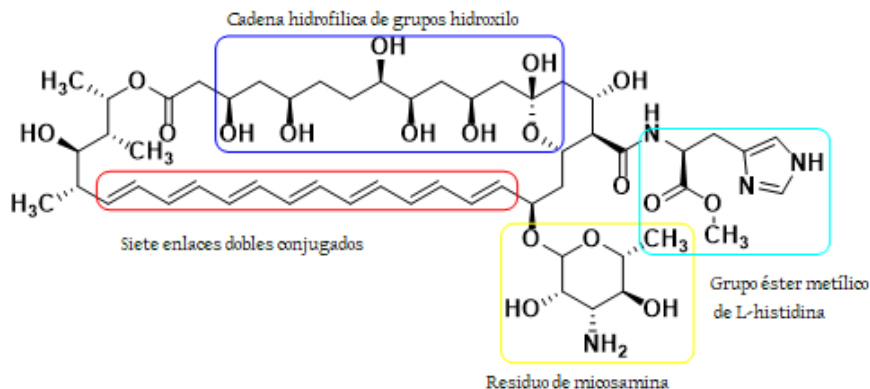 Cadena hidrofilica de grupos hidroxilo
OH OH
H₃C O OH OH
HO CH₃ O OH OH OH OH O H
N
NH
H₃C O N
O O
CH₃
Siete enlaces dobles conjugados
O O CH₃
Grupo éster metílico
de L-histidina
HO OH
NH₂
Residuo de micosamina